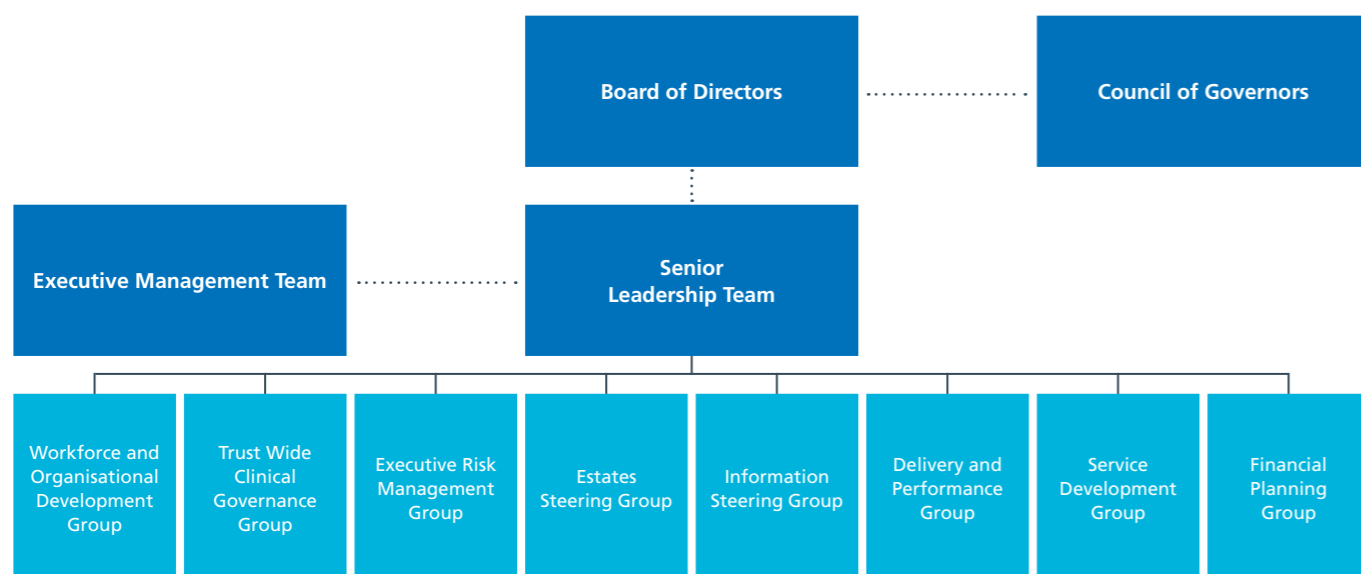 Board of Directors
Council of Governors
Executive Management Team
Senior
Leadership Team
Workforce and
Organisational
Development
Group
Trust Wide
Clinical
Governance
Group
Executive Risk
Management
Group
Estates
Steering Group
Information
Steering Group
Delivery and
Performance
Group
Service
Development
Group
Financial
Planning
Group